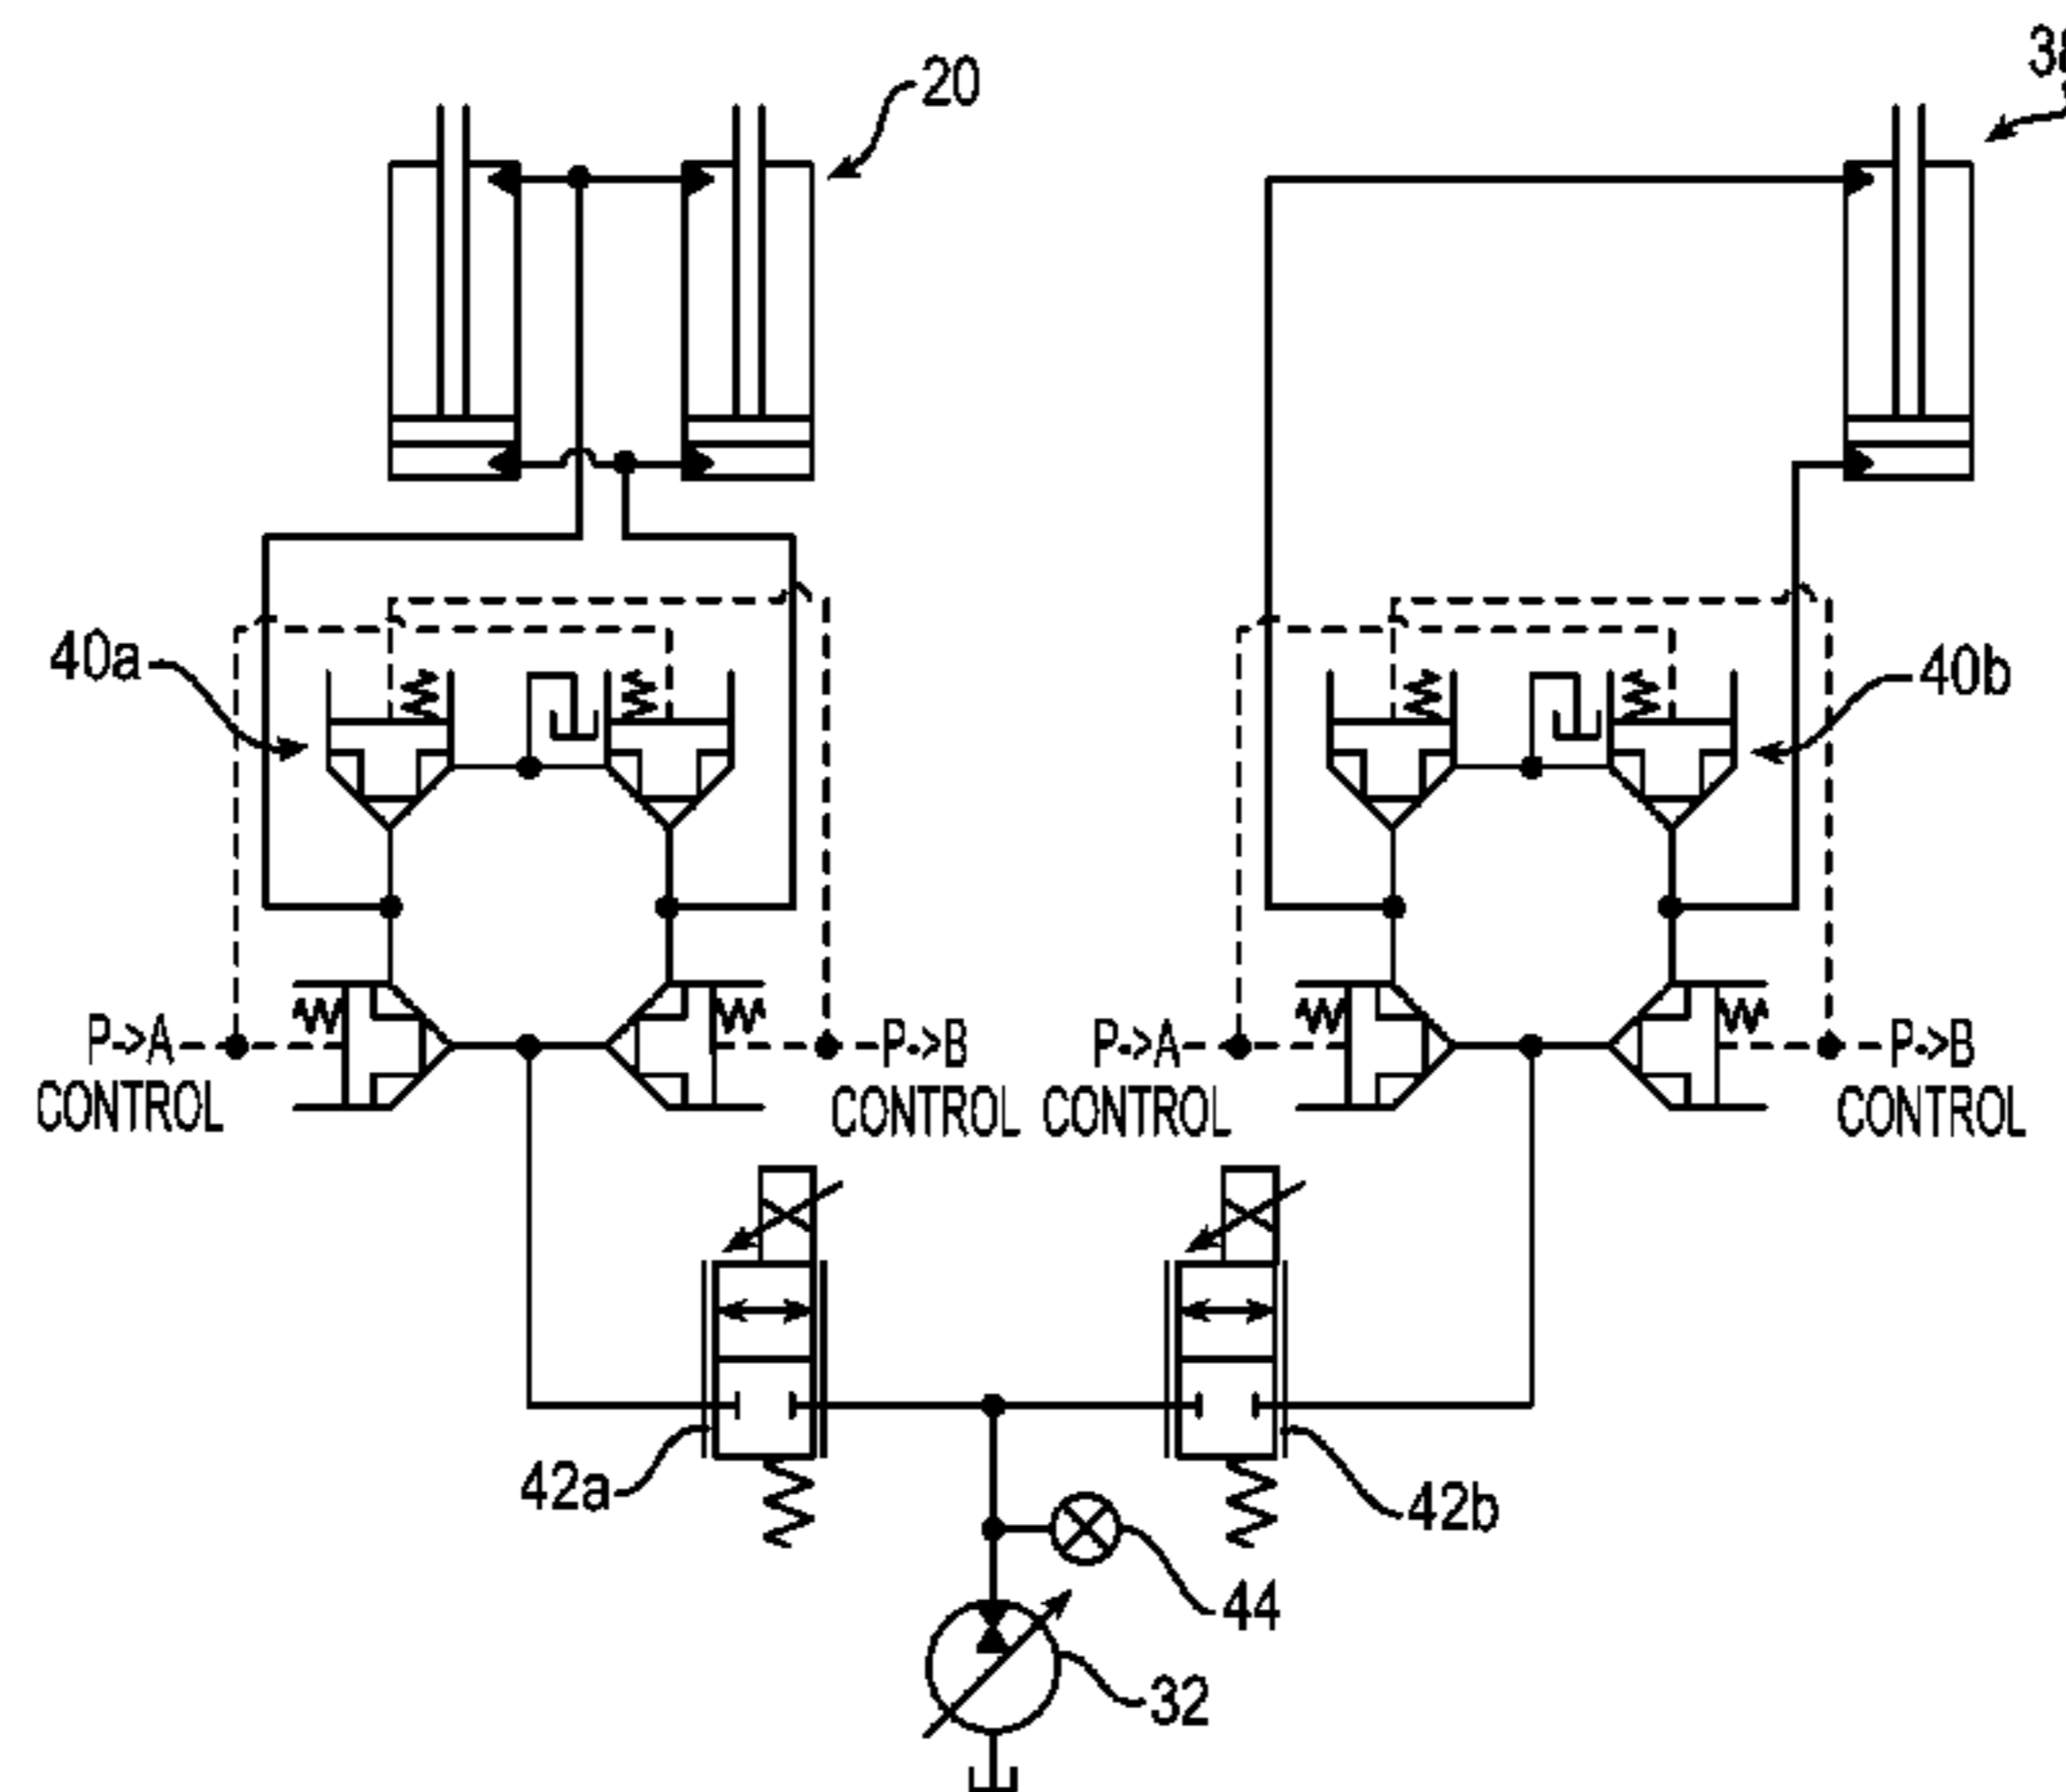 20
40a
40b
P->A
CONTROL
P->B
CONTROL
P->A
CONTROL
P->B
CONTROL
42a
42b
44
32